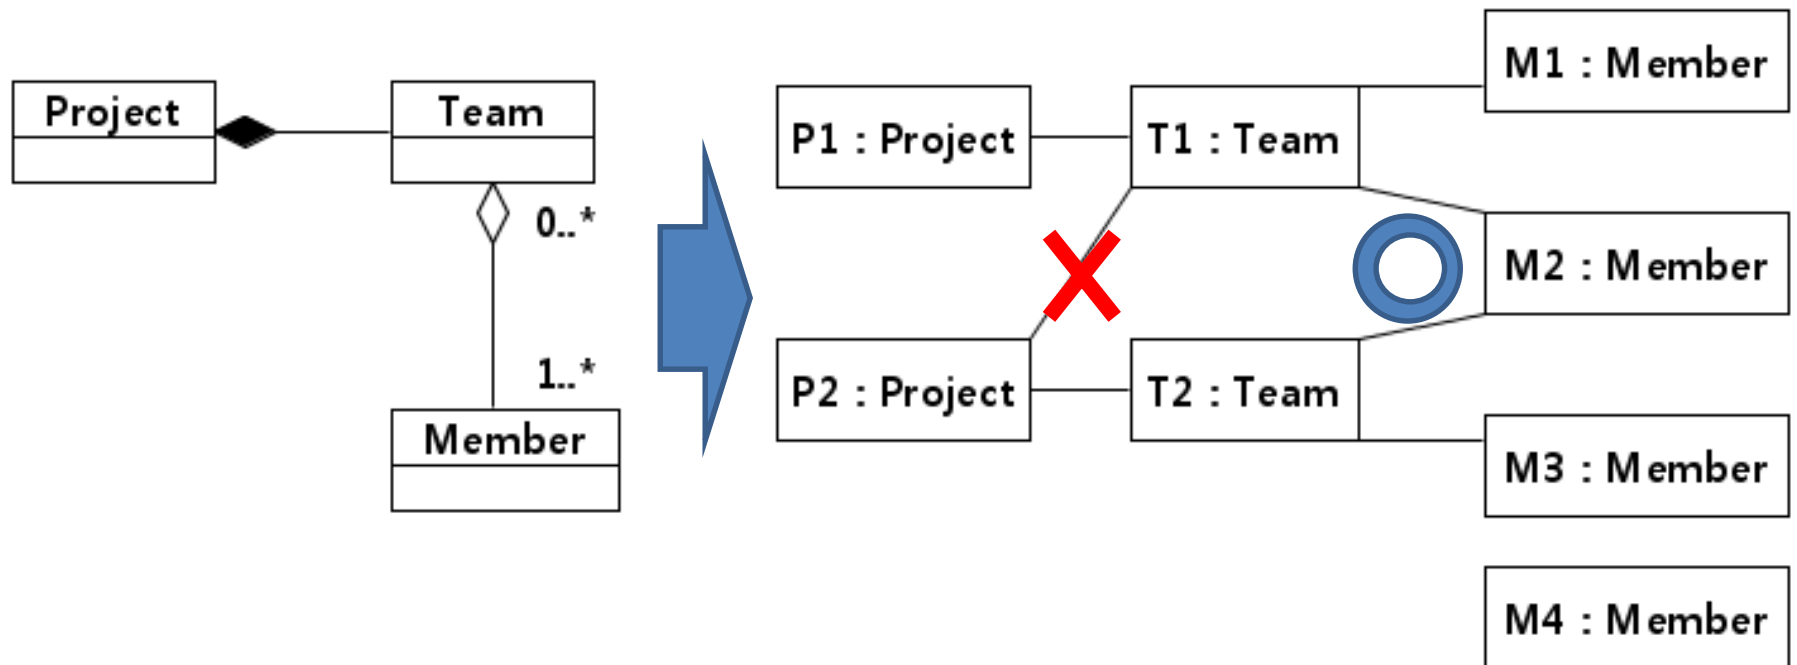 Project
Team
0..*
1..*
Member
P1 : Project
T1 : Team
M1 : Member
M2 : Member
P2 : Project
T2 : Team
M3 : Member
M4 : Member